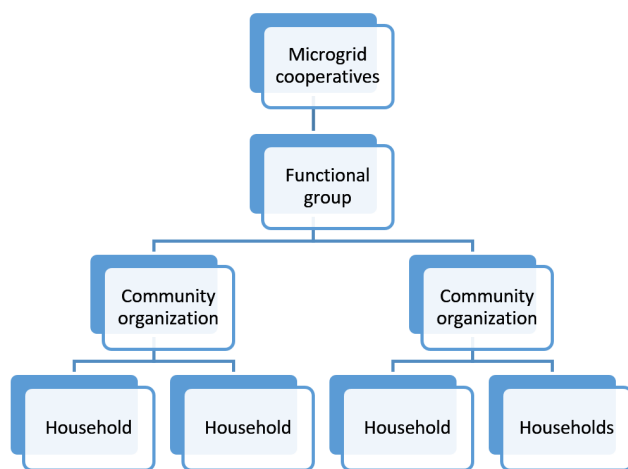 Microgrid
cooperatives
Functional
group
Community
organization
Community
organization
Household
Household
Household
Households